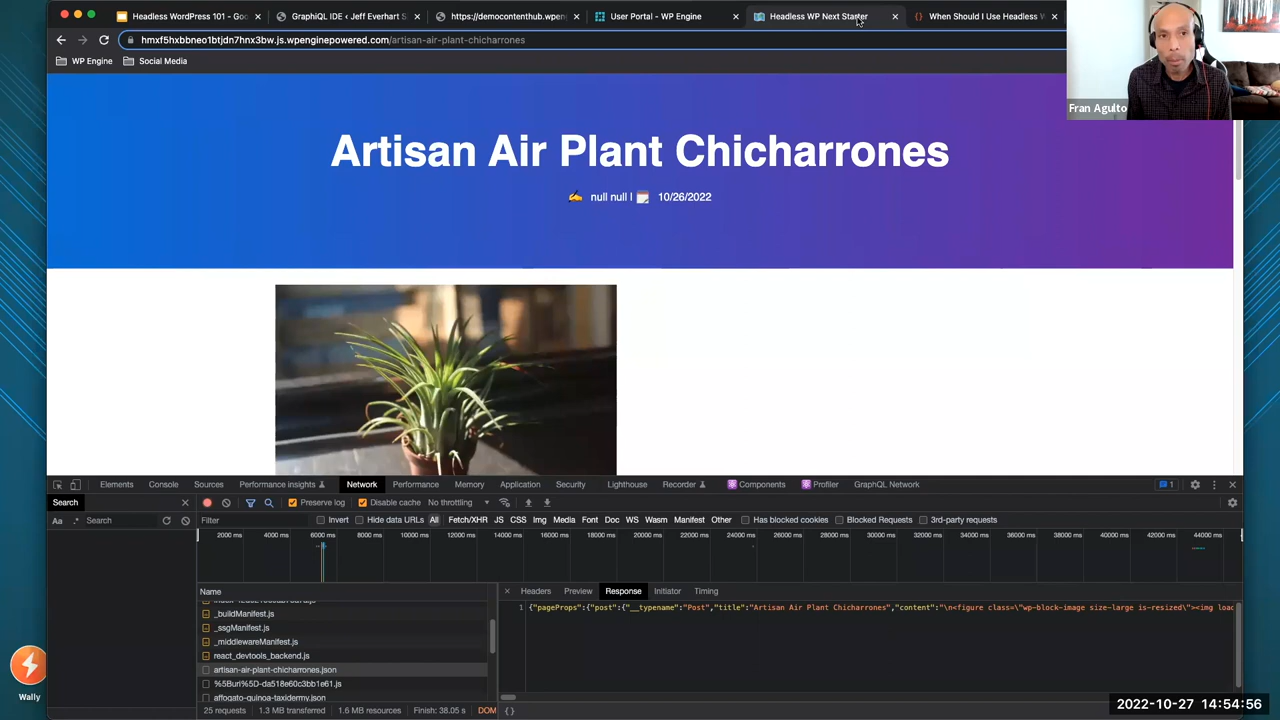 Headless WordPress 101 - Goo
GraphiQL IDE ‹ Jeff Everhart S
https://democontenthub.wpen
User Portal - WP Engine
Headless WP Next Starter
When Should I Use Headless W
hmxf5hxbbneo1btjdn7hnx3bw.js.wpenginepowered.com/artisan-air-plant-chicharrones
WP Engine
Social Media
Fran Agulto
Artisan Air Plant Chicharrones
✍️ null null | 🗓 10/26/2022
Elements Console Sources Performance insights Network Performance Memory Application Security Lighthouse Recorder Components Profiler GraphQL Network 1
Search
Preserve log Disable cache No throttling
Aa .* Search
Filter Invert Hide data URLs All Fetch/XHR JS CSS Img Media Font Doc WS Wasm Manifest Other Has blocked cookies Blocked Requests 3rd-party requests
2000 ms 4000 ms 6000 ms 8000 ms 10000 ms 12000 ms 14000 ms 16000 ms 18000 ms 20000 ms 22000 ms 24000 ms 26000 ms 28000 ms 30000 ms 32000 ms 34000 ms 36000 ms 38000 ms 40000 ms 42000 ms 44000 ms
Name
Headers Preview Response Initiator Timing
1 {"pageProps":{"post":{"__typename":"Post","title":"Artisan Air Plant Chicharrones","content":"\n<figure class=\"wp-block-image size-large is-resized\"><img load
_buildManifest.js
_ssgManifest.js
_middlewareManifest.js
react_devtools_backend.js
artisan-air-plant-chicharrones.json
%5Buri%5D-da518e60c3bb1e61.js
affogato-quinoa-taxidermy.json
25 requests 1.3 MB transferred 1.6 MB resources Finish: 38.05 s DOM
{}
Wally
2022-10-27 14:54:56